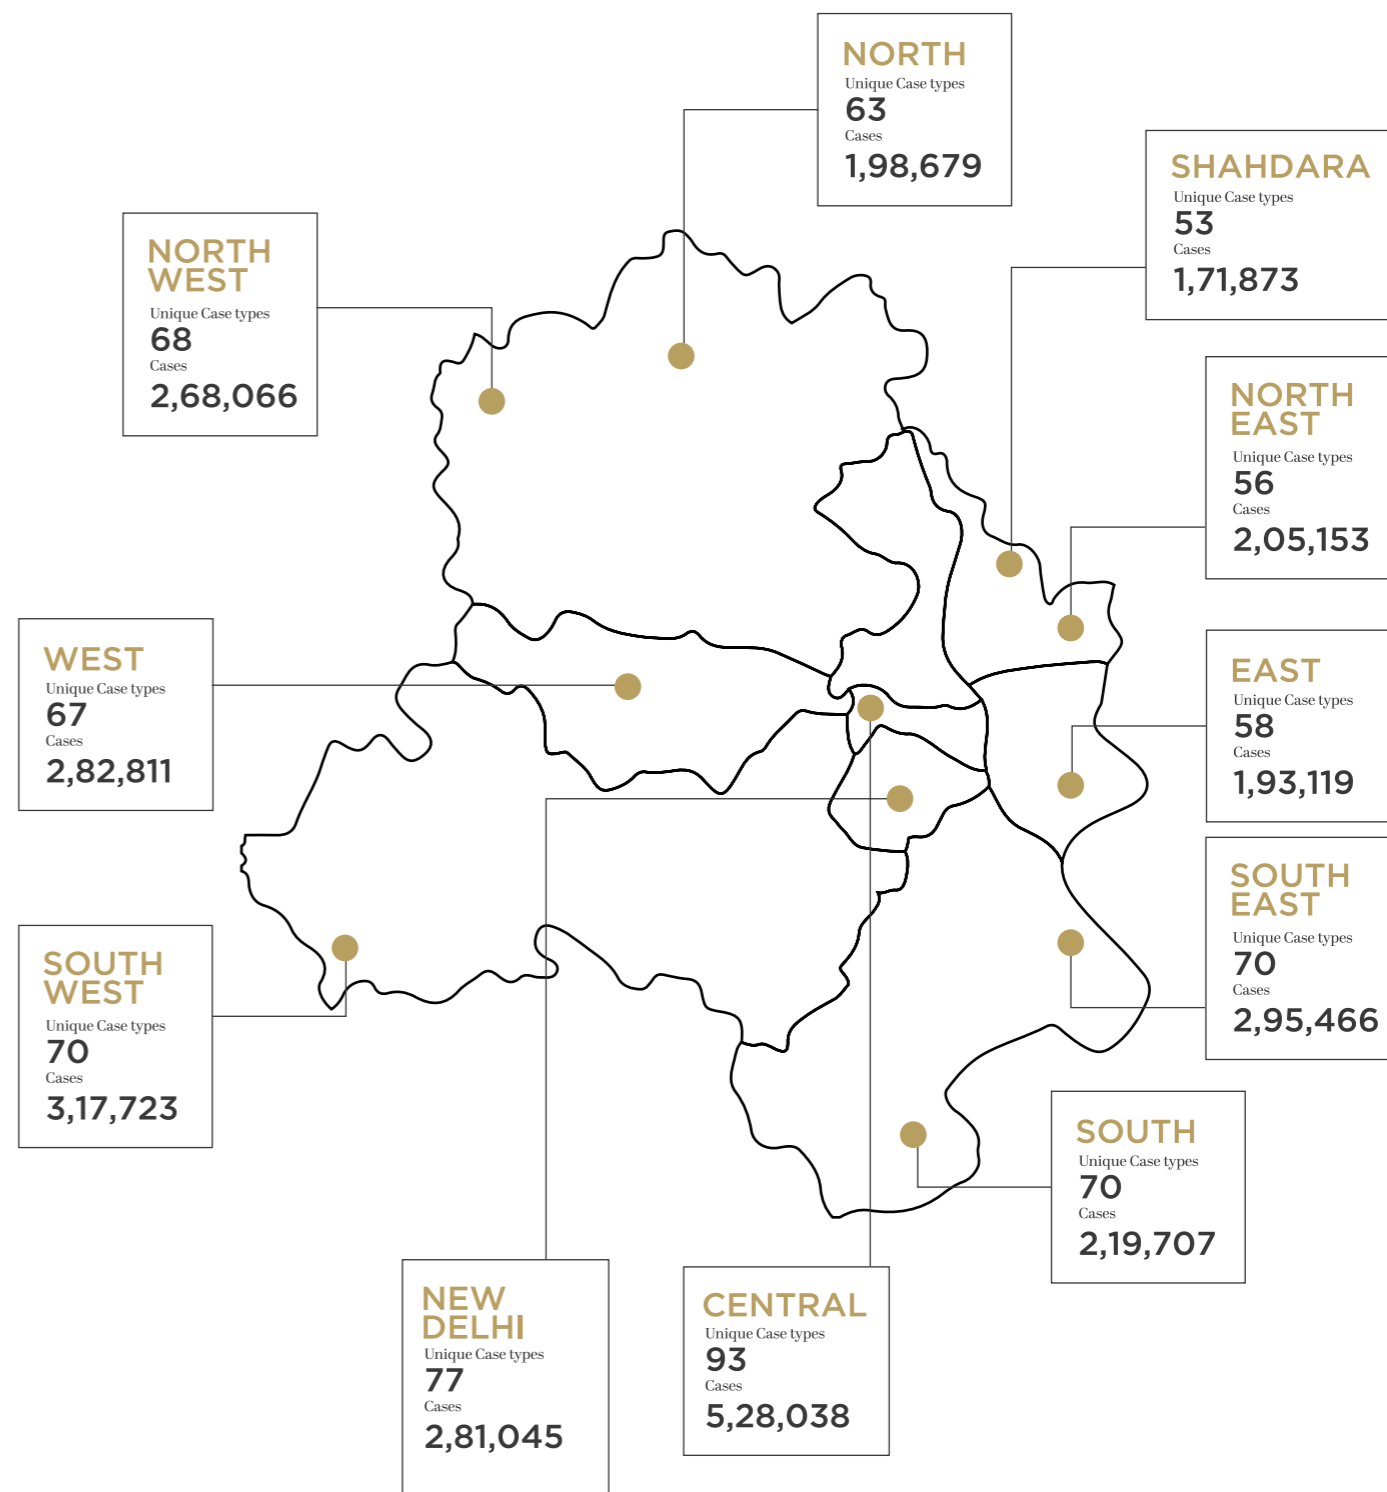 NORTH
Unique Case types
63
Cases
1,98,679
SHAHDARA
Unique Case types
53
Cases
1,71,873
NORTH
WEST
Unique Case types
68
Cases
2,68,066
NORTH
EAST
Unique Case types
56
Cases
2,05,153
WEST
Unique Case types
67
Cases
2,82,811
EAST
Unique Case types
58
Cases
1,93,119
SOUTH
EAST
Unique Case types
70
Cases
2,95,466
SOUTH
WEST
Unique Case types
70
Cases
3,17,723
SOUTH
Unique Case types
70
Cases
2,19,707
NEW
DELHI
Unique Case types
77
Cases
2,81,045
CENTRAL
Unique Case types
93
Cases
5,28,038